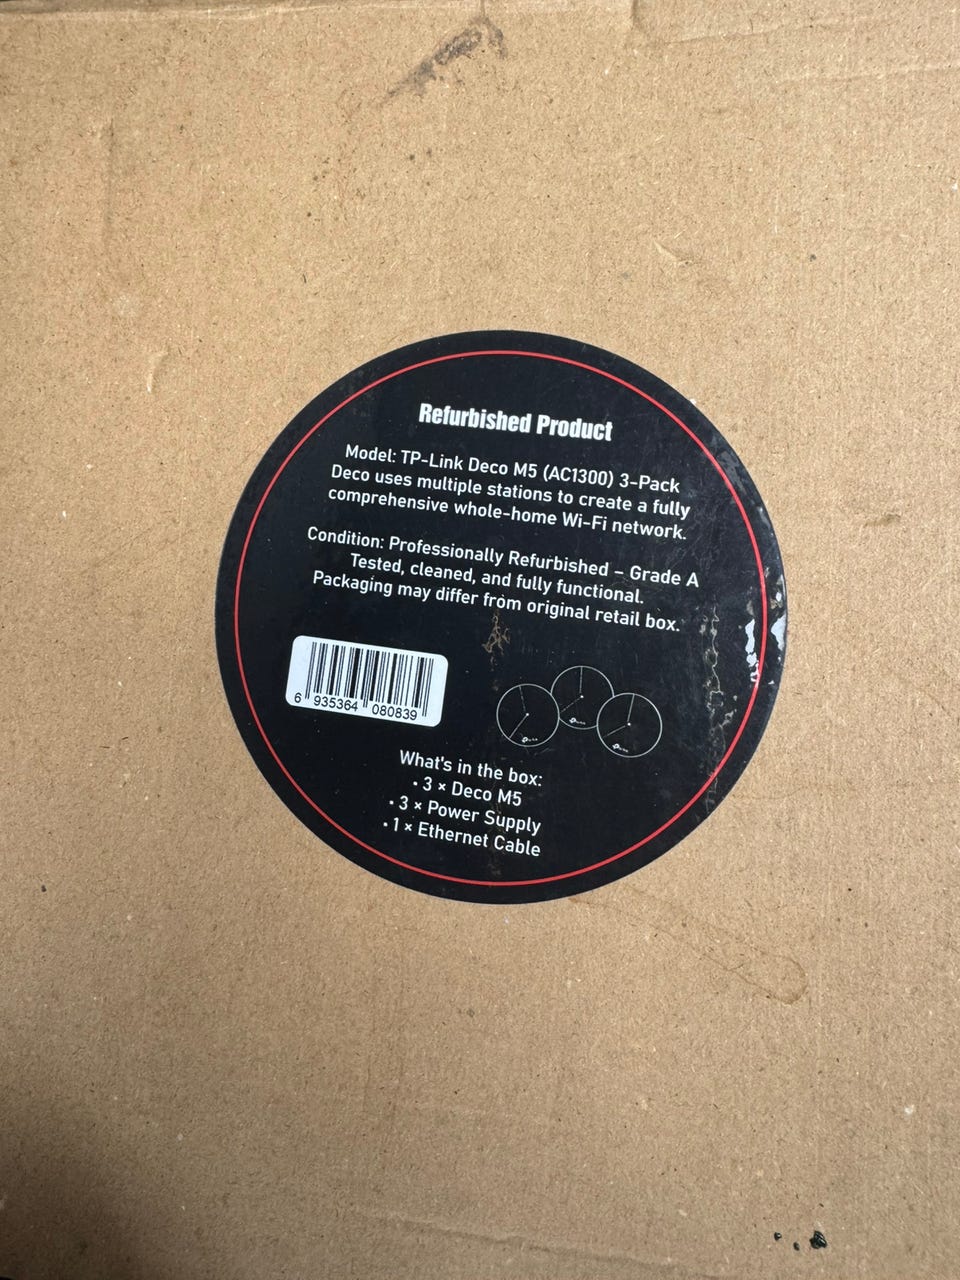 Refurbished Product
Model: TP-Link Deco M5 (AC1300) 3-Pack
Deco uses multiple stations to create a fully
comprehensive whole-home Wi-Fi network.
Condition: Professionally Refurbished – Grade A
Tested, cleaned, and fully functional.
Packaging may differ from original retail box.
6 935364 080839
What's in the box:
• 3 × Deco M5
• 3 × Power Supply
• 1 × Ethernet Cable